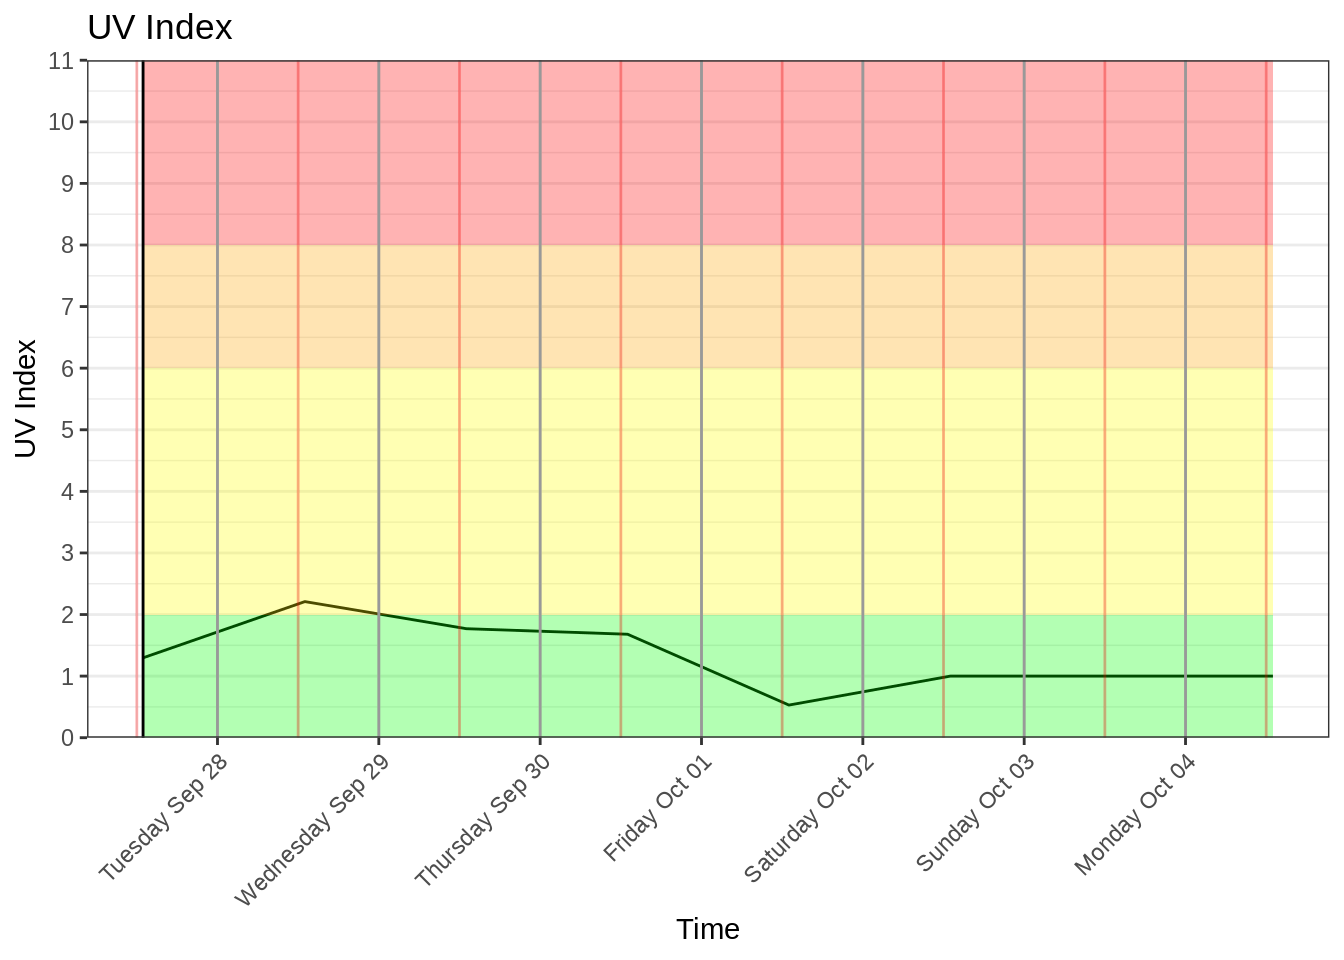 UV Index
11
10
9
8
7
6
5
4
3
2
1
0
UV Index
Tuesday Sep 28
Wednesday Sep 29
Thursday Sep 30
Friday Oct 01
Saturday Oct 02
Sunday Oct 03
Monday Oct 04
Time